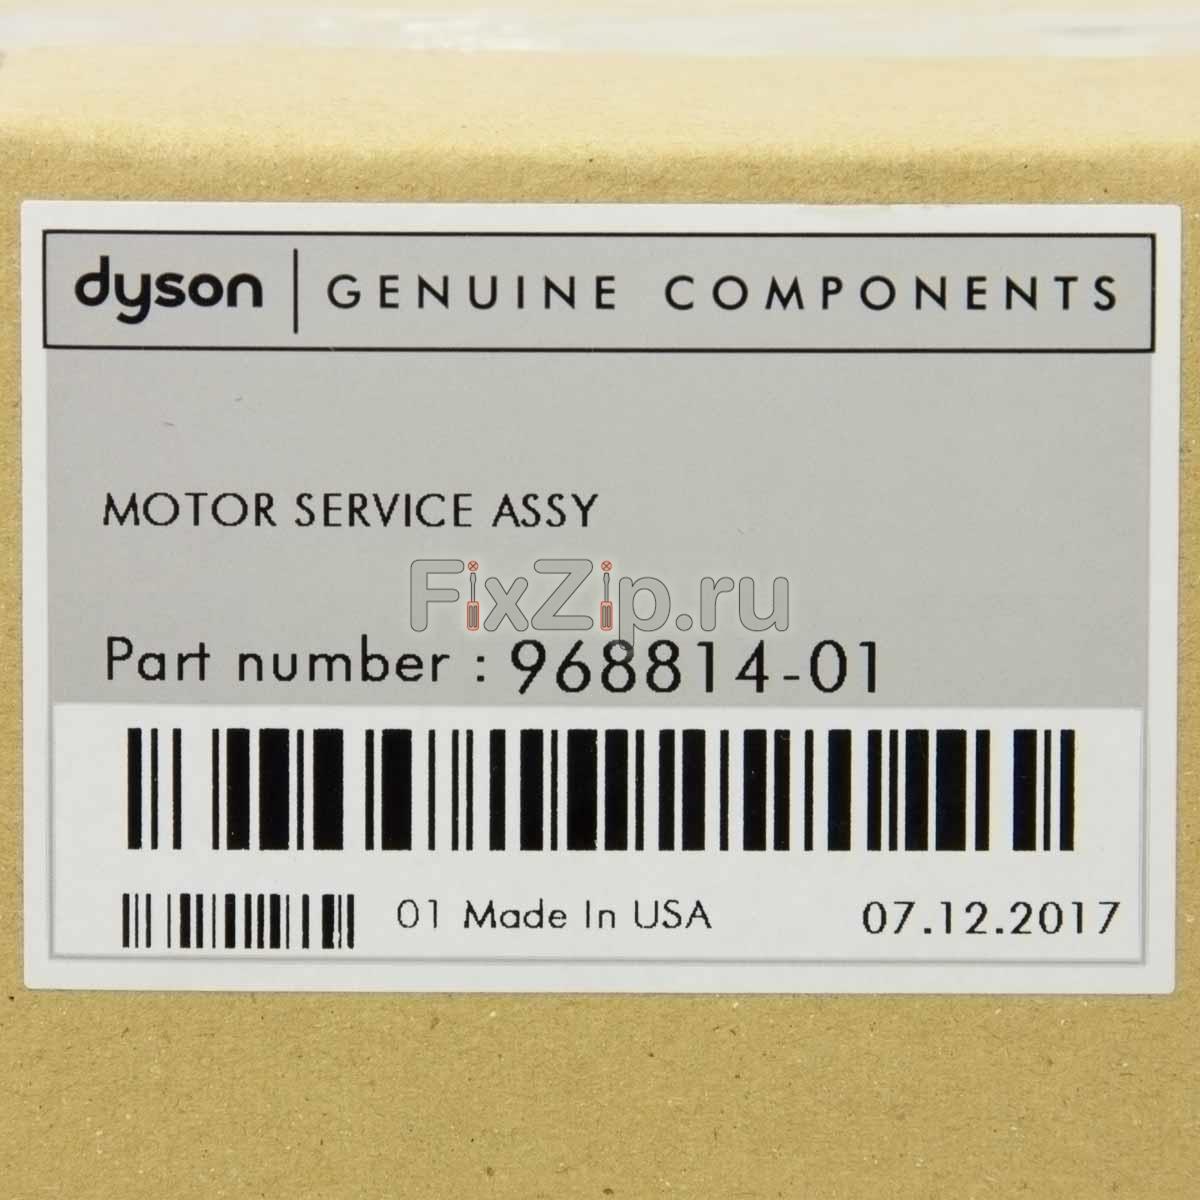 dyson | GENUINE COMPONENTS
MOTOR SERVICE ASSY
FixZip.ru
Part number : 968814-01
01 Made In USA 07.12.2017